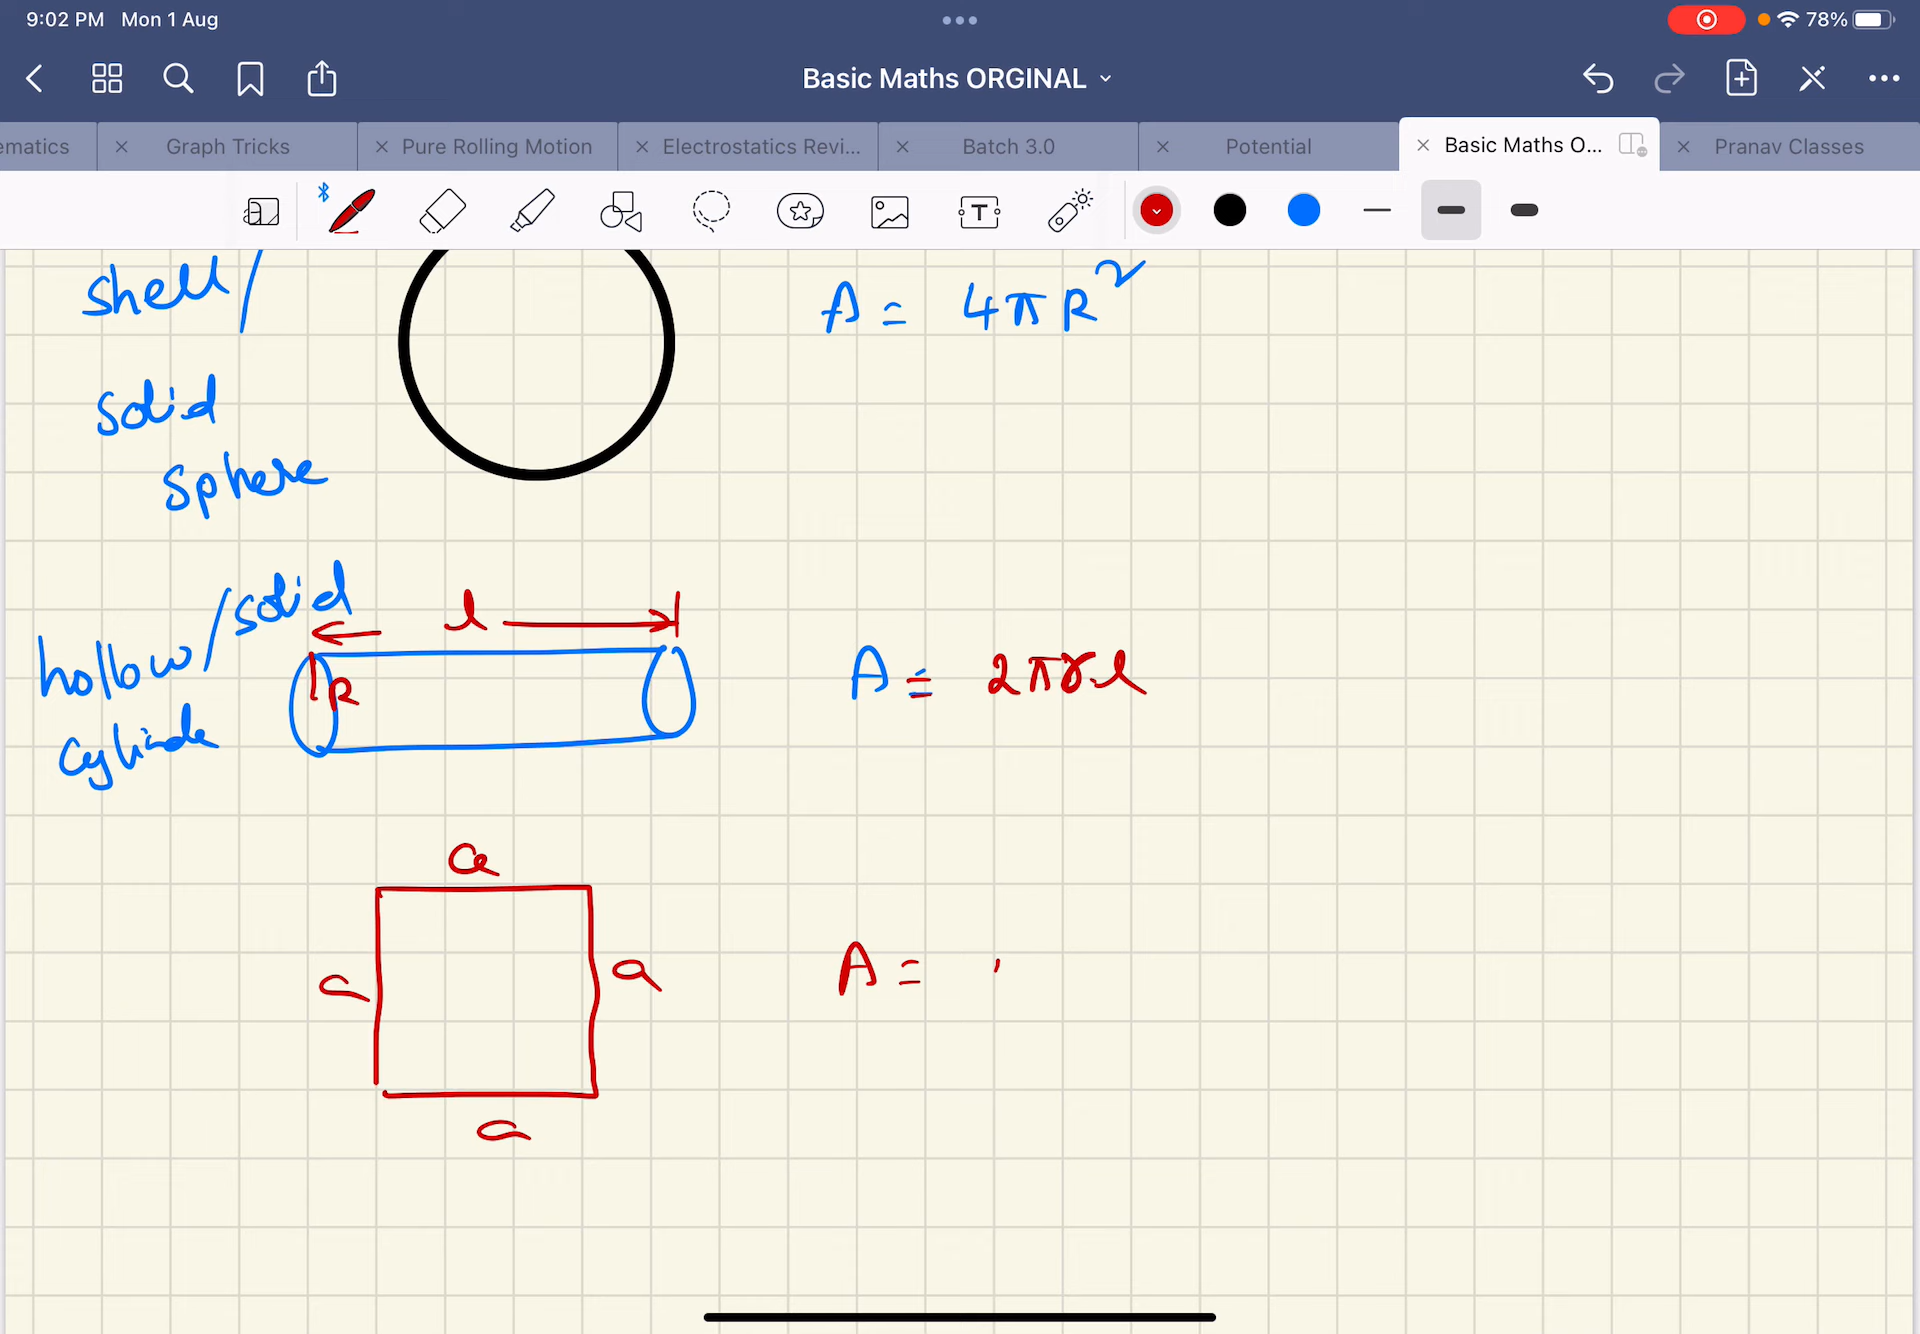 9:02 PM Mon 1 Aug
78%
Basic Maths ORGINAL
ematics
Graph Tricks
Pure Rolling Motion
Electrostatics Revi...
Batch 3.0
Potential
Basic Maths O...
Pranav Classes
shell/
A = 4πR²
solid
sphere
hollow/solid
l
R
A = 2πrl
a
a
a
A =
a